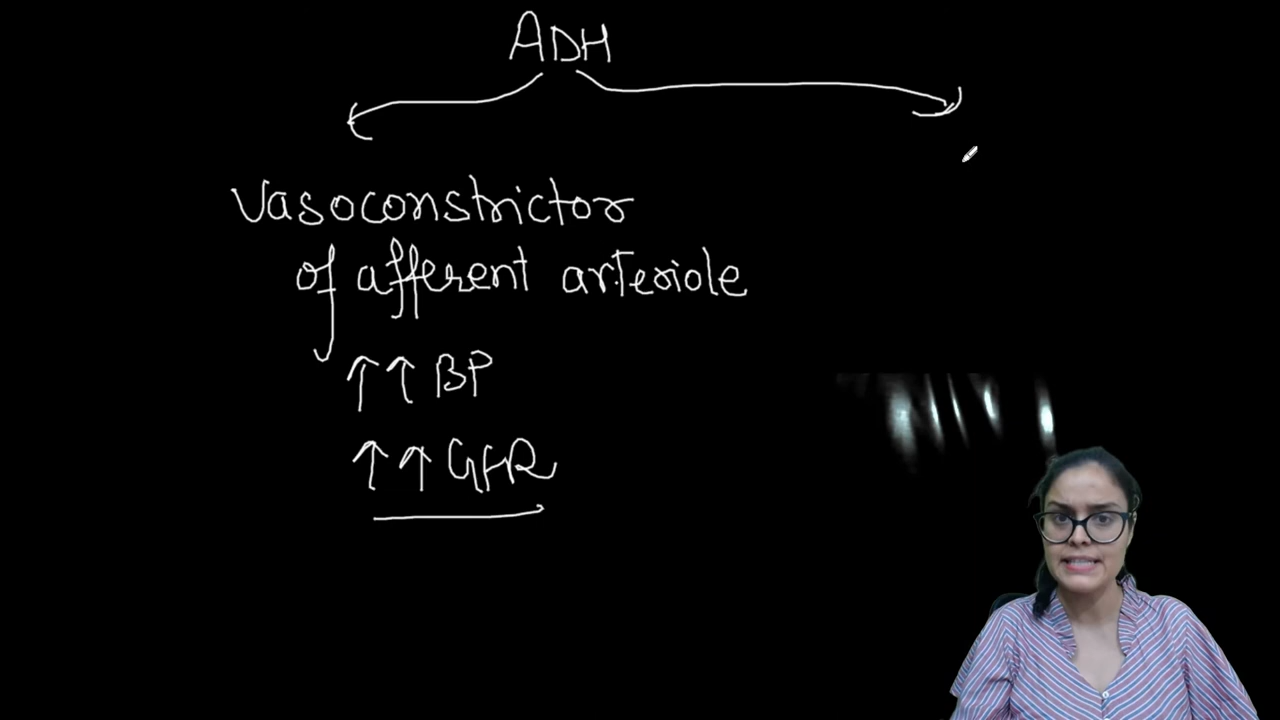 ADH
Vasoconstrictor
of afferent arteriole
↑↑ BP
↑↑ GFR